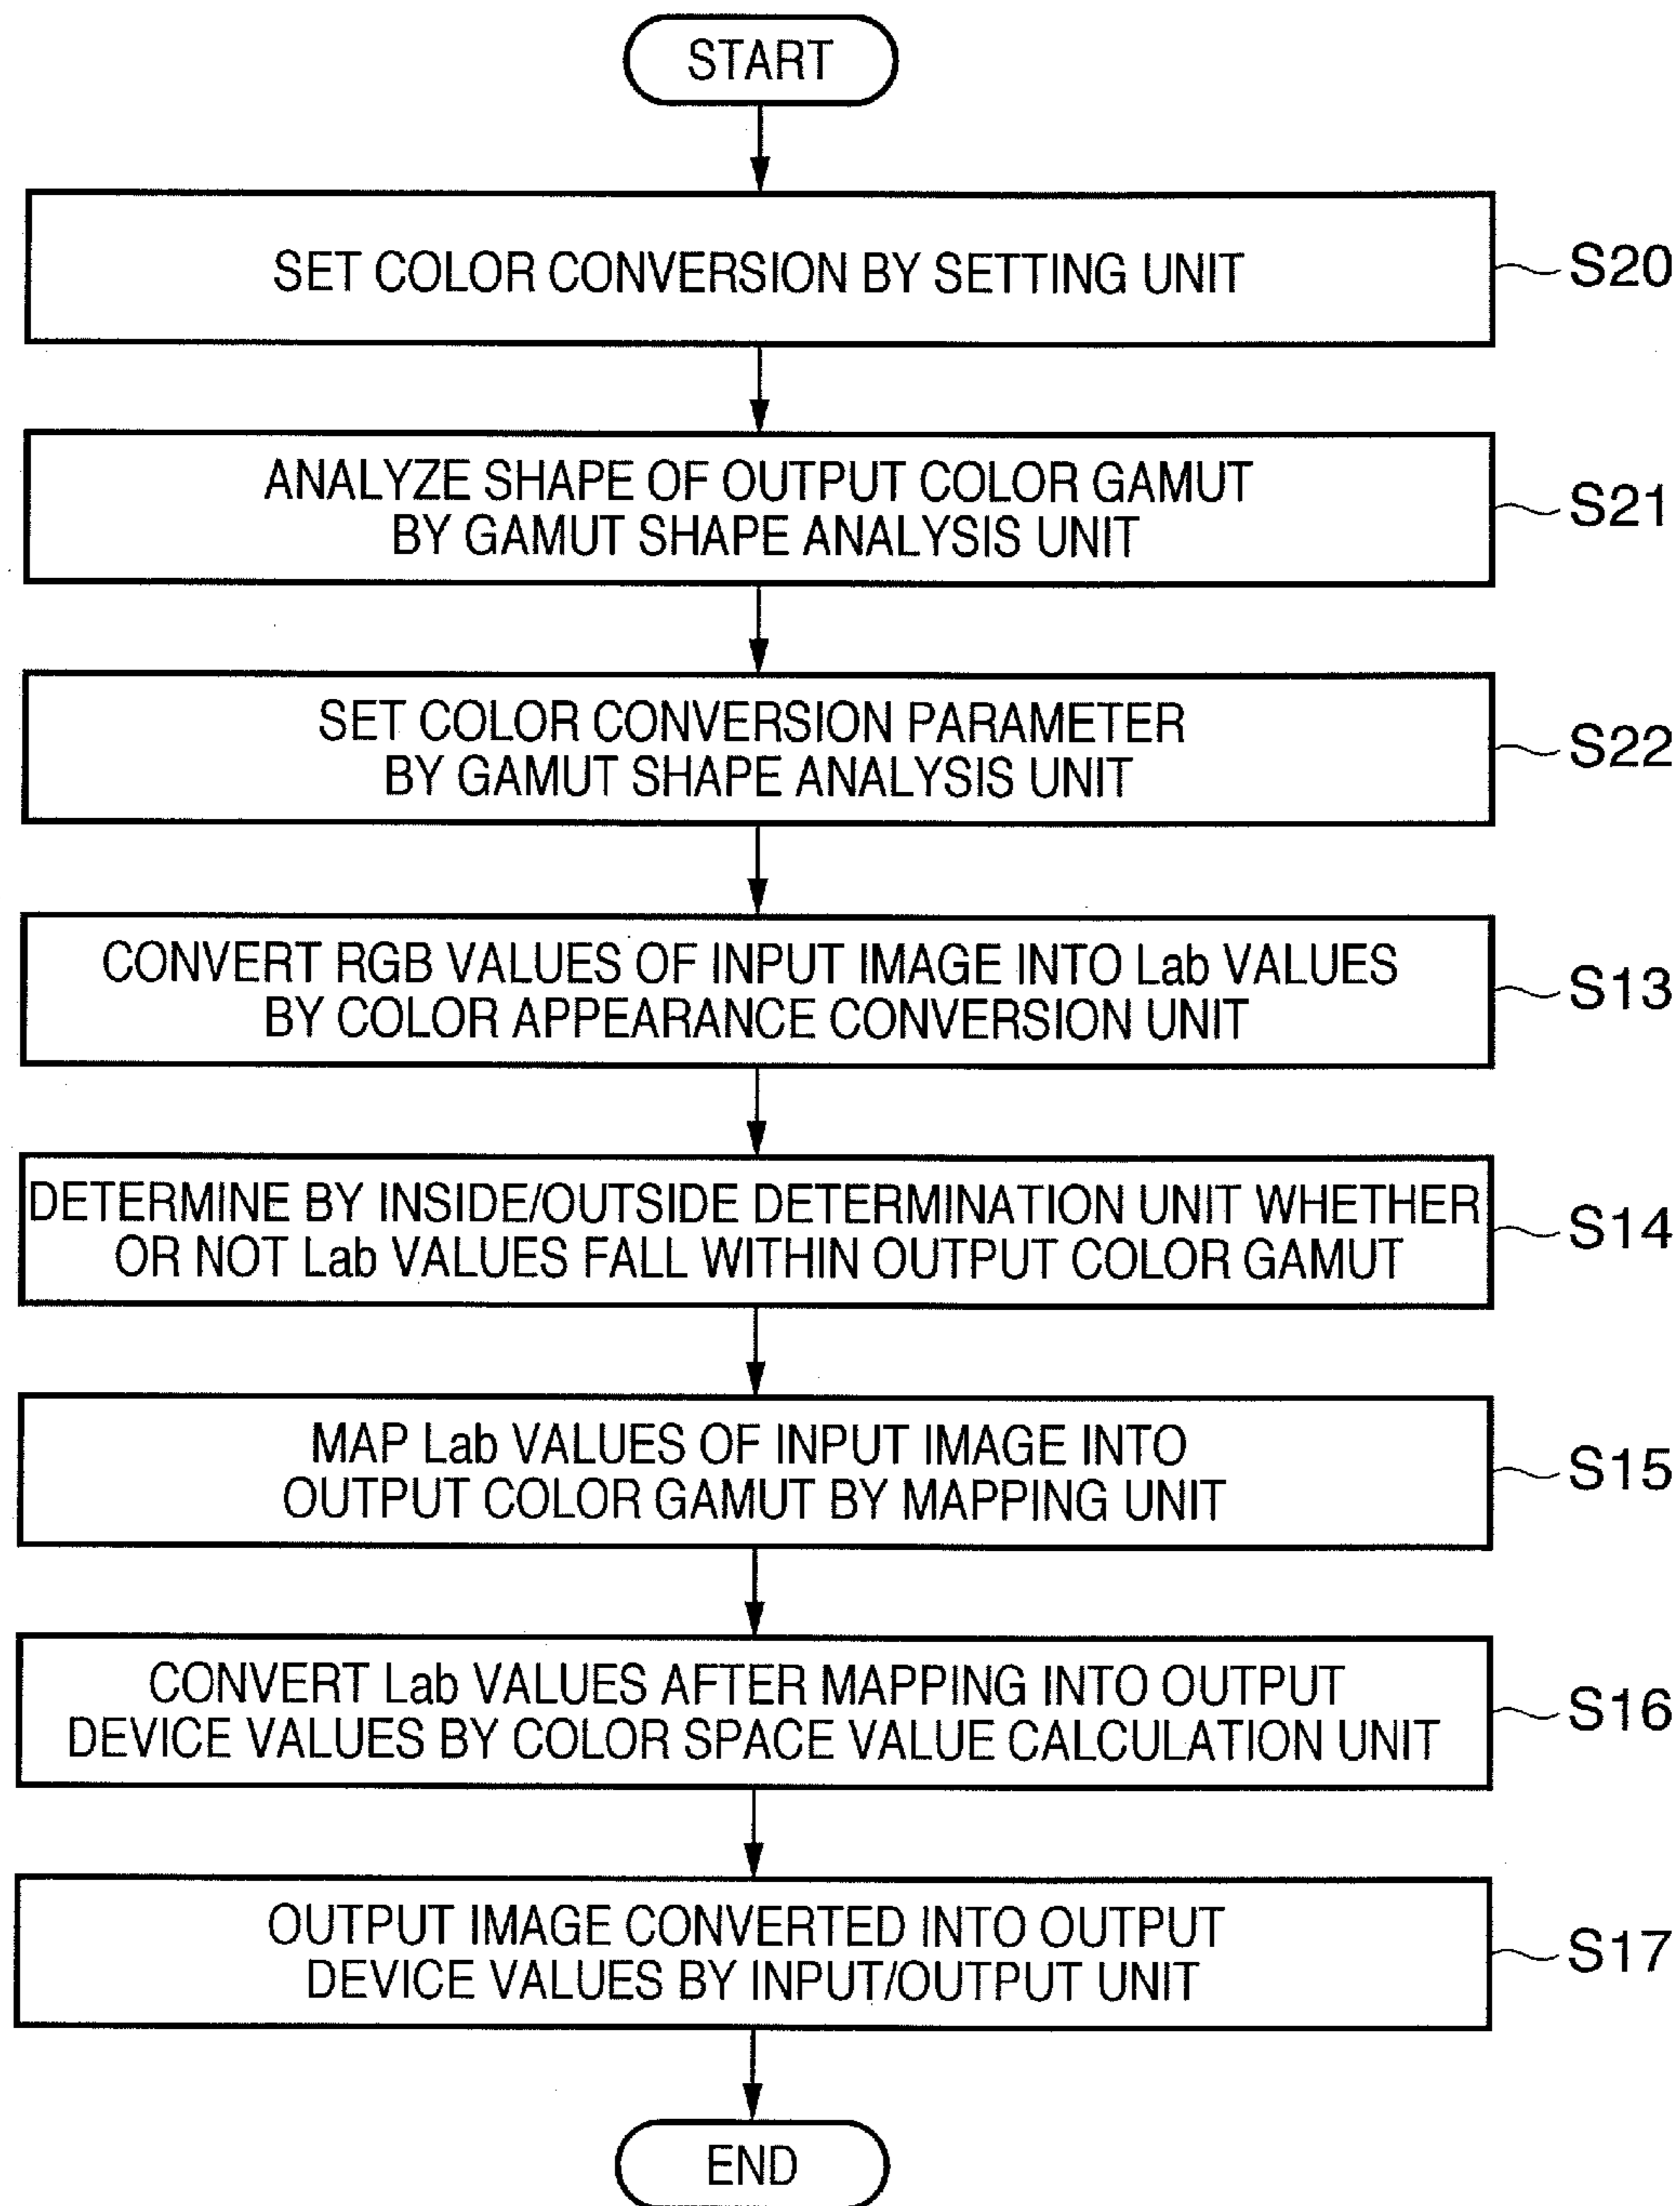 START
SET COLOR CONVERSION BY SETTING UNIT
S20
ANALYZE SHAPE OF OUTPUT COLOR GAMUT
BY GAMUT SHAPE ANALYSIS UNIT
S21
SET COLOR CONVERSION PARAMETER
BY GAMUT SHAPE ANALYSIS UNIT
S22
CONVERT RGB VALUES OF INPUT IMAGE INTO Lab VALUES
BY COLOR APPEARANCE CONVERSION UNIT
S13
DETERMINE BY INSIDE/OUTSIDE DETERMINATION UNIT WHETHER
OR NOT Lab VALUES FALL WITHIN OUTPUT COLOR GAMUT
S14
MAP Lab VALUES OF INPUT IMAGE INTO
OUTPUT COLOR GAMUT BY MAPPING UNIT
S15
CONVERT Lab VALUES AFTER MAPPING INTO OUTPUT
DEVICE VALUES BY COLOR SPACE VALUE CALCULATION UNIT
S16
OUTPUT IMAGE CONVERTED INTO OUTPUT
DEVICE VALUES BY INPUT/OUTPUT UNIT
S17
END